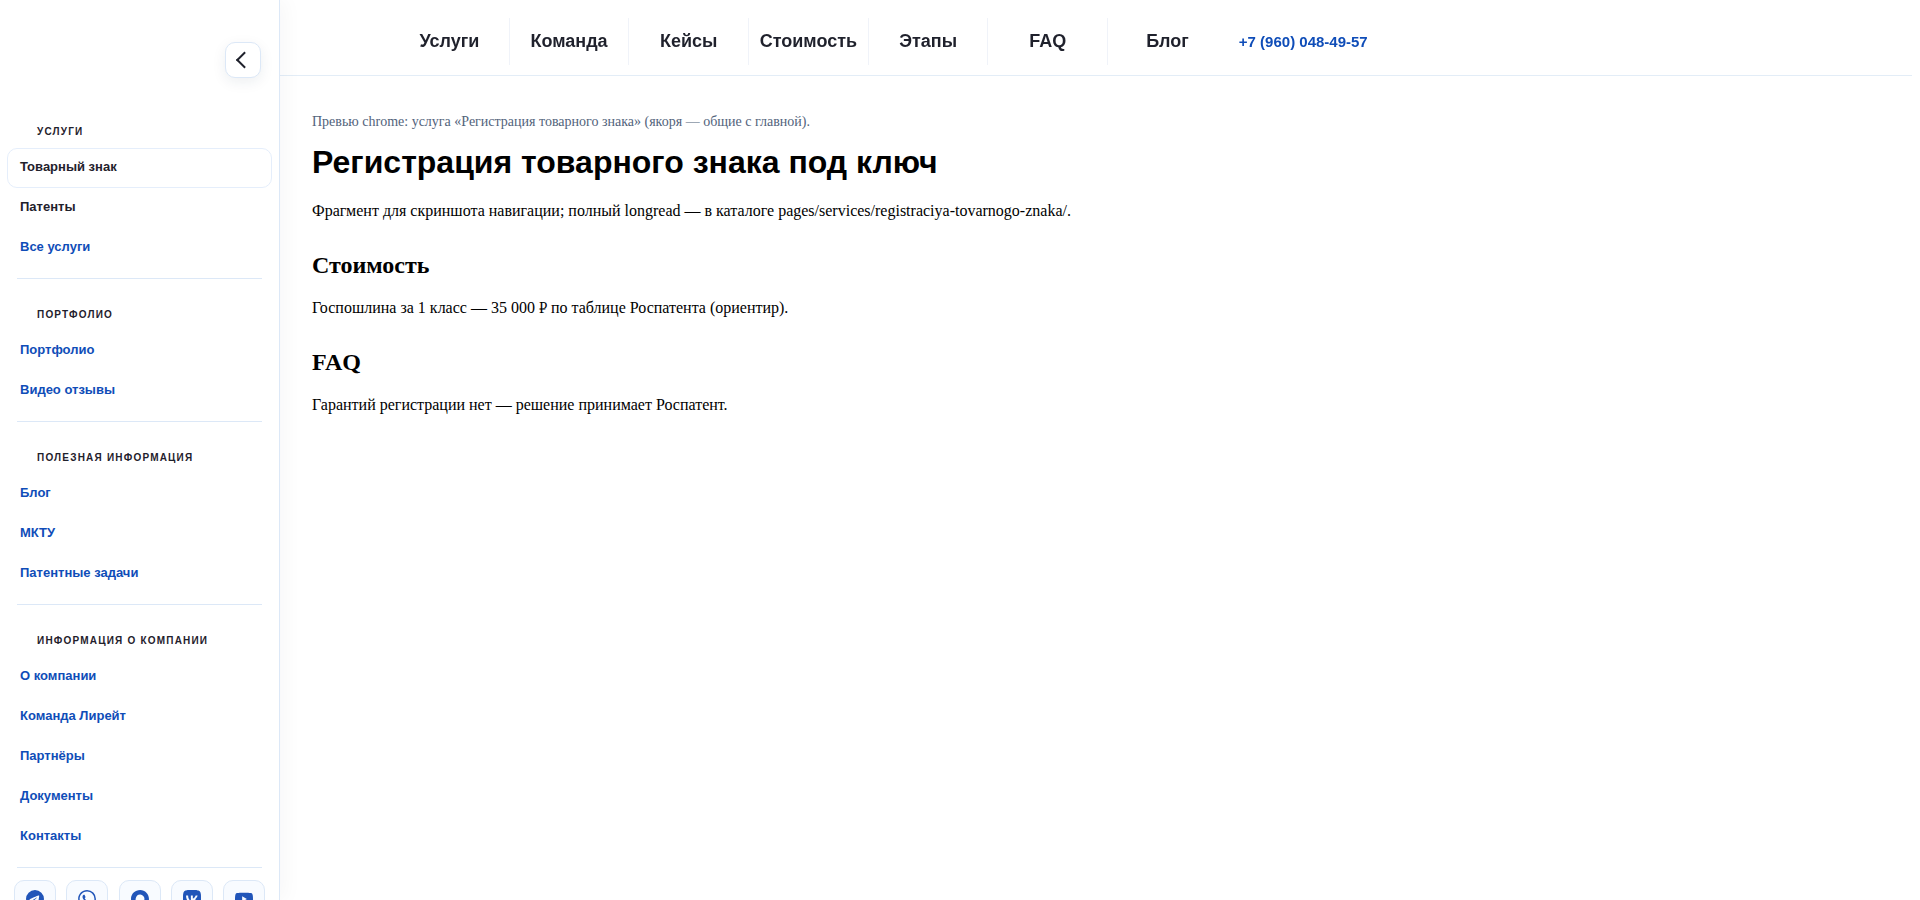 Услуги
Команда
Кейсы
Стоимость
Этапы
FAQ
Блог
+7 (960) 048-49-57
УСЛУГИ
Товарный знак
Патенты
Все услуги
ПОРТФОЛИО
Портфолио
Видео отзывы
ПОЛЕЗНАЯ ИНФОРМАЦИЯ
Блог
МКТУ
Патентные задачи
ИНФОРМАЦИЯ О КОМПАНИИ
О компании
Команда Лирейт
Партнёры
Документы
Контакты
Превью chrome: услуга «Регистрация товарного знака» (якоря — общие с главной).
Регистрация товарного знака под ключ
Фрагмент для скриншота навигации; полный longread — в каталоге pages/services/registraciya-tovarnogo-znaka/.
Стоимость
Госпошлина за 1 класс — 35 000 ₽ по таблице Роспатента (ориентир).
FAQ
Гарантий регистрации нет — решение принимает Роспатент.